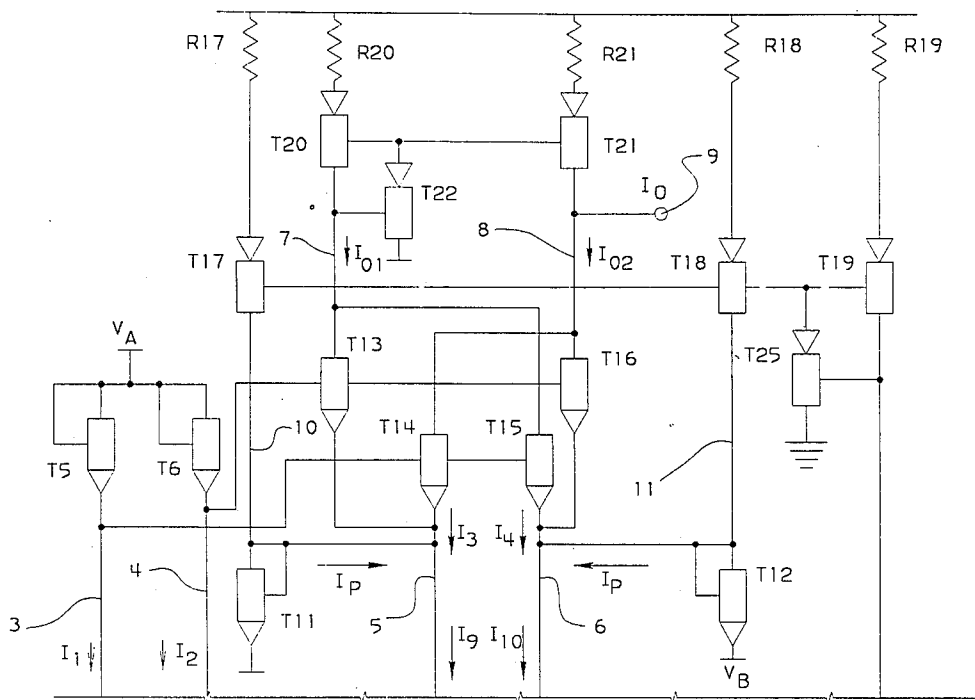 R17
R20
R21
R18
R19
T20
T21
9
T22
I0
7
I01
8
I02
T17
T18
T19
VA
T13
T16
T25
10
T14
T15
T5
T6
11
I3
I4
4
T12
3
IP
IP
T11
5
6
I1
I2
I9
I10
VB